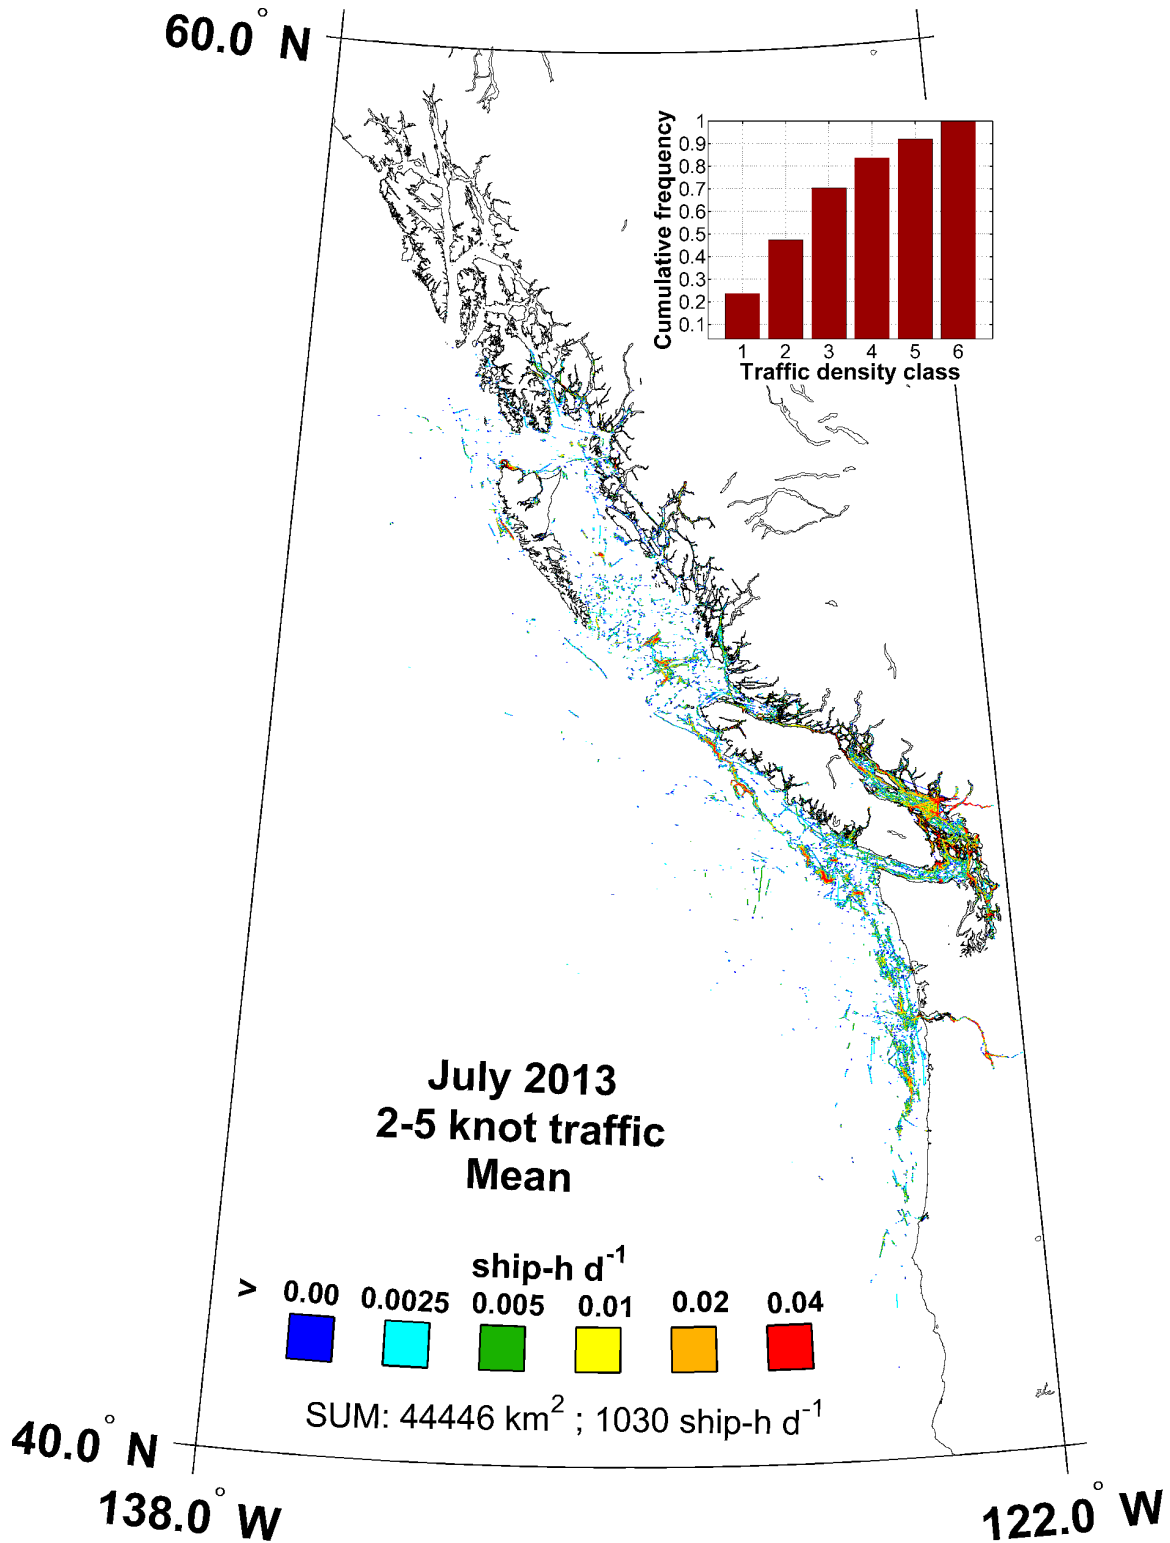 60.0° N
Cumulative frequency
1
0.9
0.8
0.7
0.6
0.5
0.4
0.3
0.2
0.1
1 2 3 4 5 6
Traffic density class
July 2013
2-5 knot traffic
Mean
ship-h d⁻¹
> 0.00 0.0025 0.005 0.01 0.02 0.04
SUM: 44446 km² ; 1030 ship-h d⁻¹
40.0° N
138.0° W
122.0° W